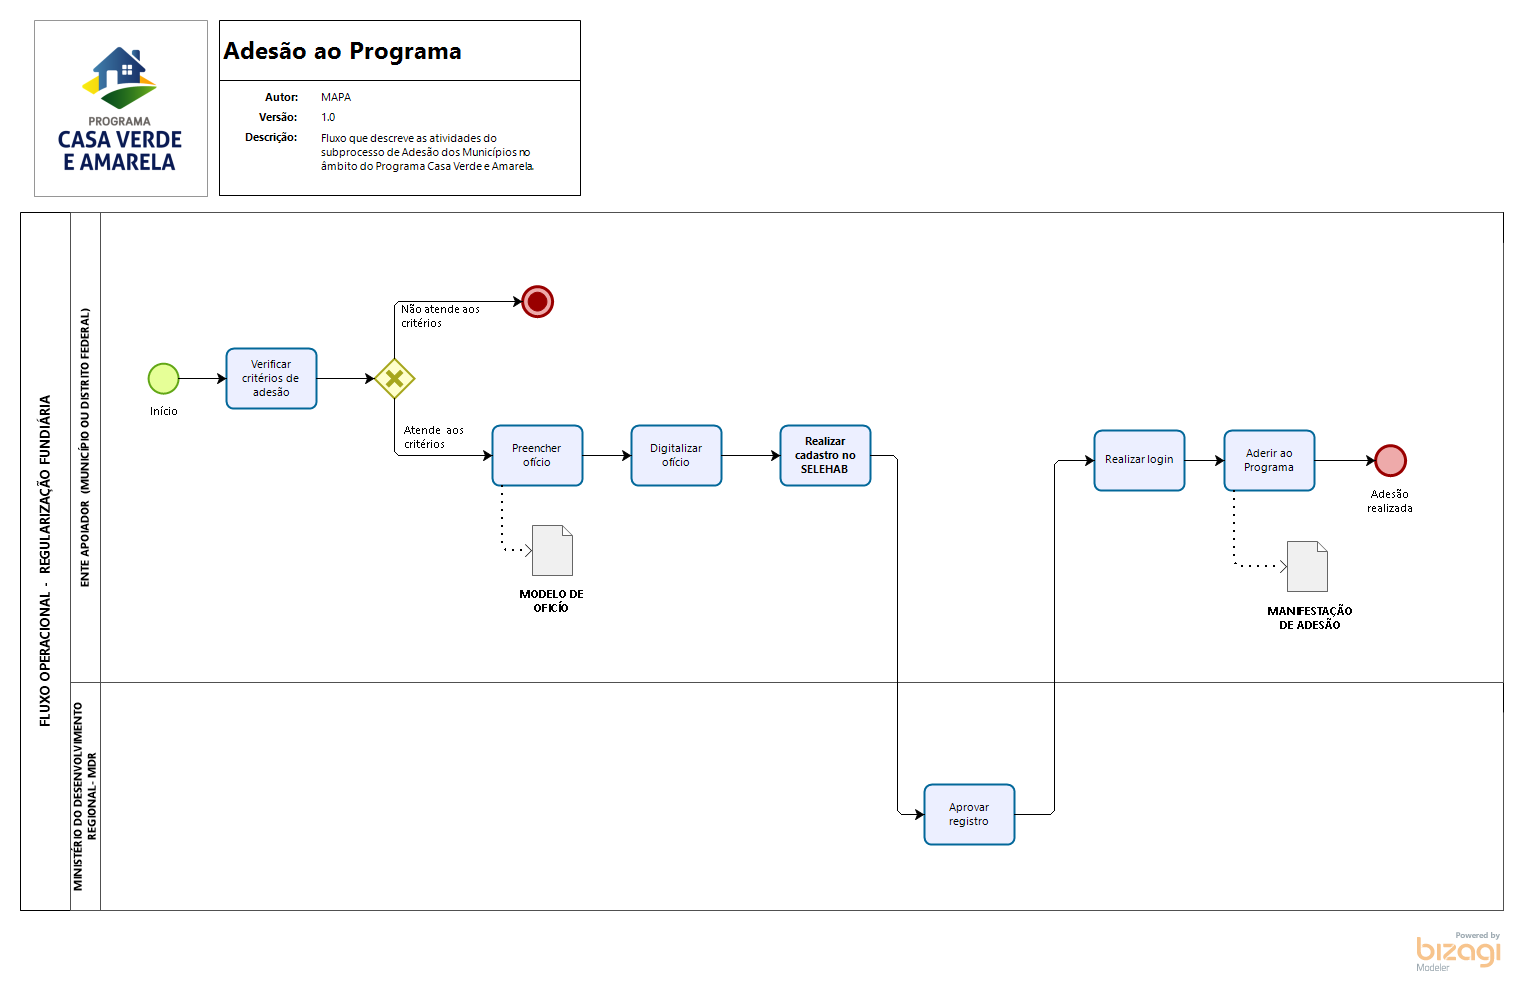 PROGRAMA
CASA VERDE
E AMARELA
Adesão ao Programa
Autor: MAPA
Versão: 1.0
Descrição: Fluxo que descreve as atividades do
subprocesso de Adesão dos Municípios no
âmbito do Programa Casa Verde e Amarela.
FLUXO OPERACIONAL - REGULARIZAÇÃO FUNDIÁRIA
ENTE APOIADOR (MUNICÍPIO OU DISTRITO FEDERAL)
Início
Verificar
critérios de
adesão
Não atende aos
critérios
Atende aos
critérios
Preencher
ofício
MODELO DE
OFICÍO
Digitalizar
ofício
Realizar
cadastro no
SELEHAB
Realizar login
Aderir ao
Programa
MANIFESTAÇÃO
DE ADESÃO
Adesão
realizada
MINISTÉRIO DO DESENVOLVIMENTO
REGIONAL- MDR
Aprovar
registro
Powered by
bizagi
Modeler